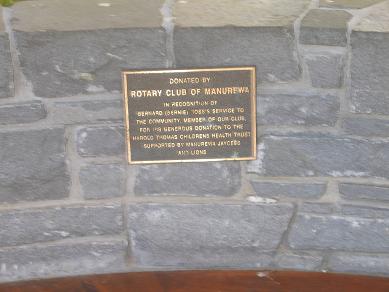 DONATED BY
ROTARY CLUB OF MANUREWA
IN RECOGNITION OF
BERNARD (BERNIE) TOSS'S SERVICE TO
THE COMMUNITY, MEMBER OF OUR CLUB,
FOR HIS GENEROUS DONATION TO THE
HAROLD THOMAS CHILDRENS HEALTH TRUST
SUPPORTED BY MANUREWA JAYCEES
AND LIONS